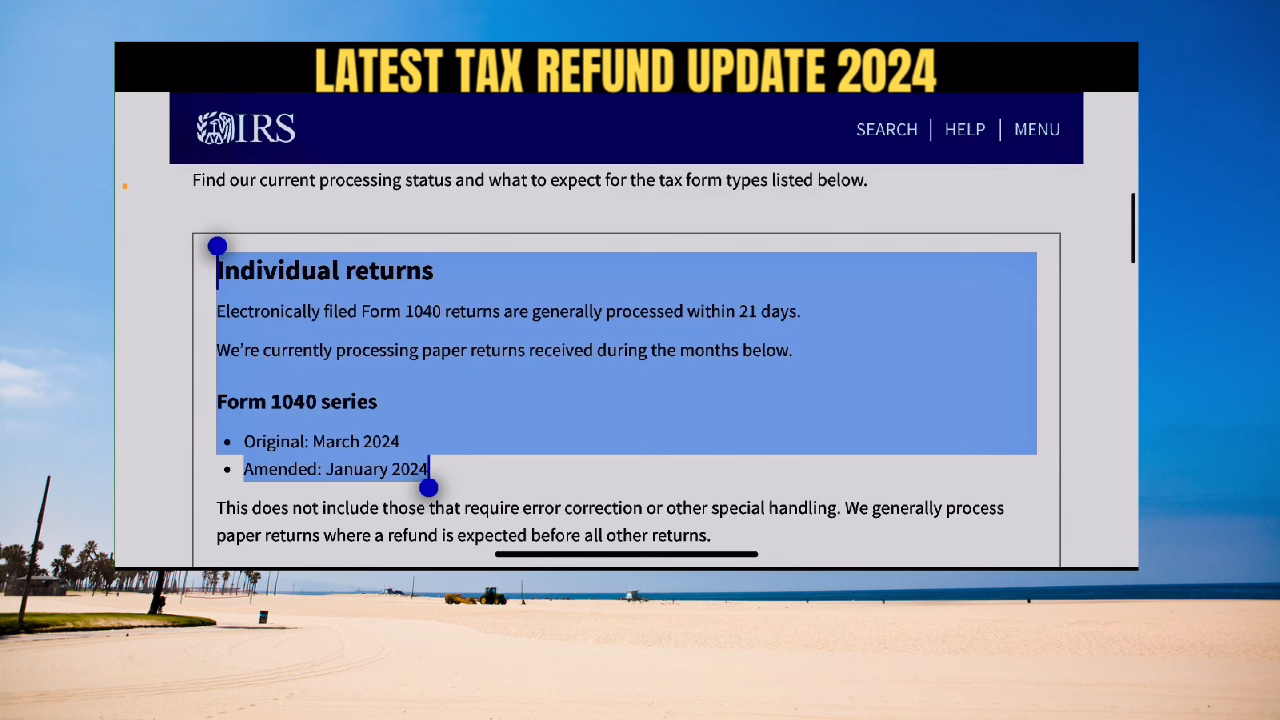 LATEST TAX REFUND UPDATE 2024
IRS
SEARCH | HELP | MENU
Find our current processing status and what to expect for the tax form types listed below.
Individual returns
Electronically filed Form 1040 returns are generally processed within 21 days.
We’re currently processing paper returns received during the months below.
Form 1040 series
• Original: March 2024
• Amended: January 2024
This does not include those that require error correction or other special handling. We generally process
paper returns where a refund is expected before all other returns.